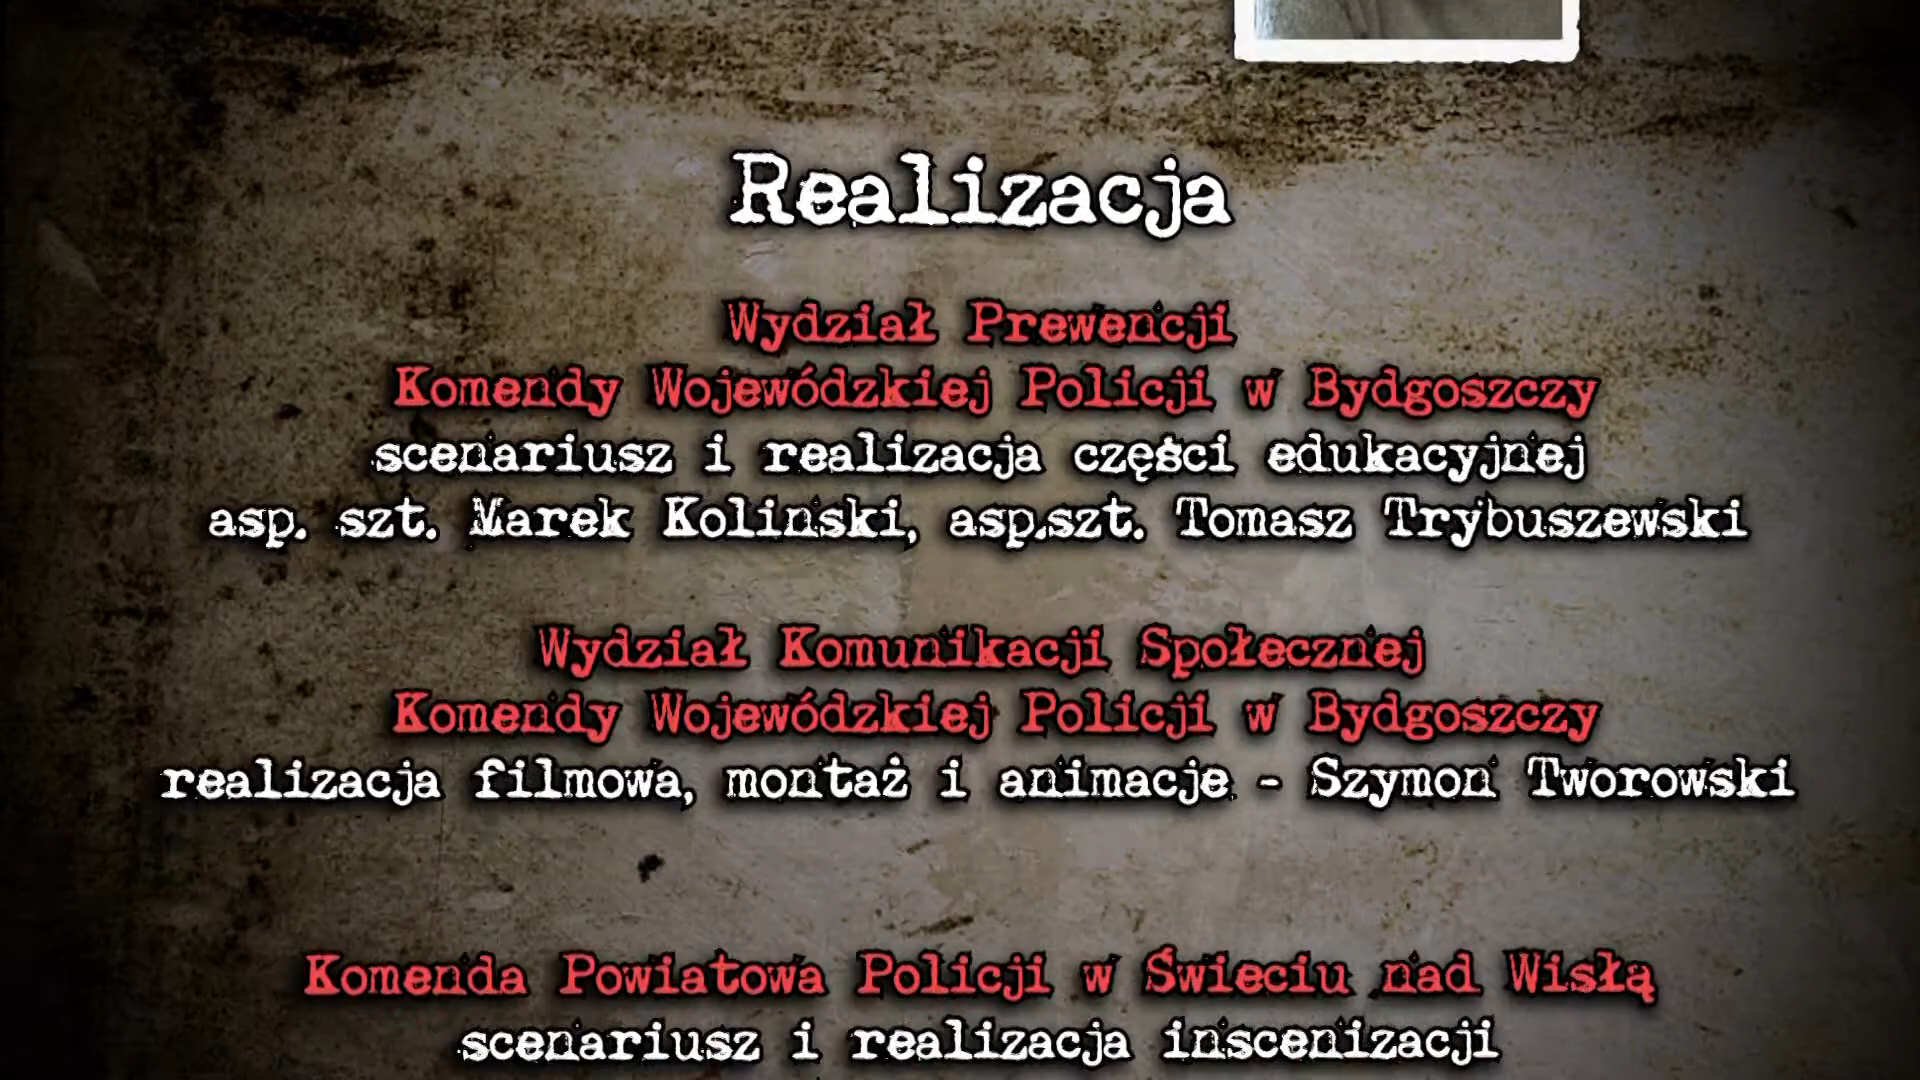 Realizacja
Wydział Prewencji
Komendy Wojewódzkiej Policji w Bydgoszczy
scenariusz i realizacja części edukacyjnej
asp. szt. Marek Kolinski, asp.szt. Tomasz Trybuszewski
Wydział Komunikacji Społecznej
Komendy Wojewódzkiej Policji w Bydgoszczy
realizacja filmowa, montaż i animacje - Szymon Tworowski
Komenda Powiatowa Policji w Świeciu nad Wisłą
scenariusz i realizacja inscenizacji